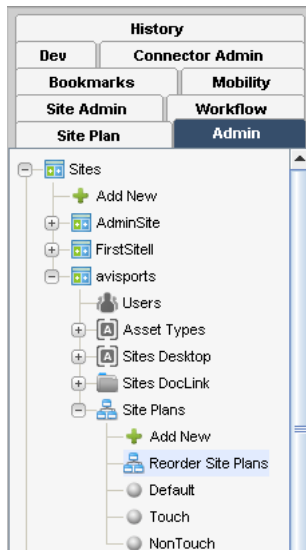 History
Dev Connector Admin
Bookmarks Mobility
Site Admin Workflow
Site Plan Admin
Sites
Add New
AdminSite
FirstSiteII
avisports
Users
Asset Types
Sites Desktop
Sites DocLink
Site Plans
Add New
Reorder Site Plans
Default
Touch
NonTouch